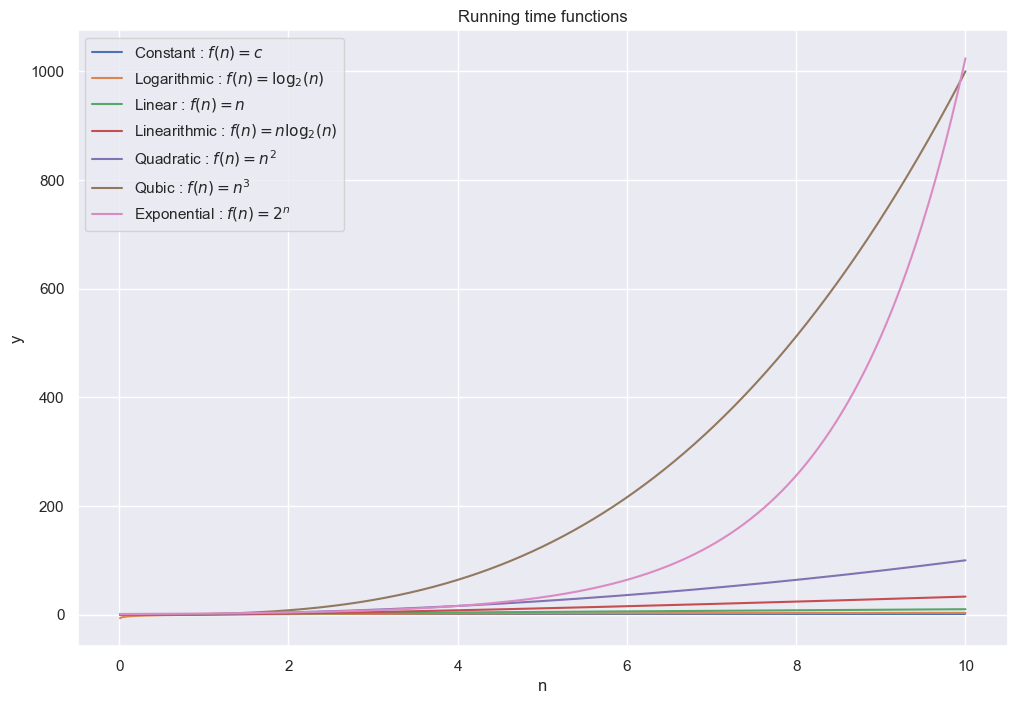 Running time functions
Constant : f(n) = c
Logarithmic : f(n) = log₂(n)
Linear : f(n) = n
Linearithmic : f(n) = nlog₂(n)
Quadratic : f(n) = n²
Qubic : f(n) = n³
Exponential : f(n) = 2ⁿ
1000
800
600
400
200
0
y
0 2 4 6 8 10
n